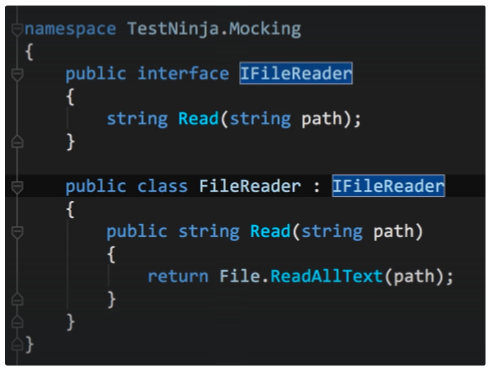 namespace TestNinja.Mocking
{
    public interface IFileReader
    {
        string Read(string path);
    }
    public class FileReader : IFileReader
    {
        public string Read(string path)
        {
            return File.ReadAllText(path);
        }
    }
}